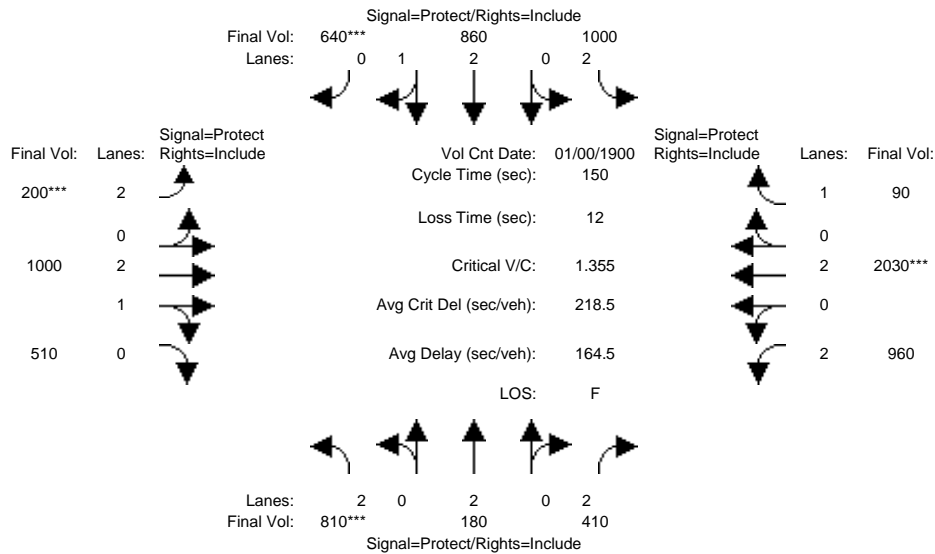 Signal=Protect/Rights=Include
Final Vol: 640*** 860 1000
Lanes: 0 1 2 0 2
Signal=Protect
Final Vol: Lanes: Rights=Include
Vol Cnt Date: 01/00/1900
Signal=Protect
Rights=Include Lanes: Final Vol:
Cycle Time (sec): 150
200*** 2
1 90
Loss Time (sec): 12
0
0
1000 2
Critical V/C: 1.355
2 2030***
1
Avg Crit Del (sec/veh): 218.5
0
510 0
Avg Delay (sec/veh): 164.5
2 960
LOS: F
Lanes: 2 0 2 0 2
Final Vol: 810*** 180 410
Signal=Protect/Rights=Include